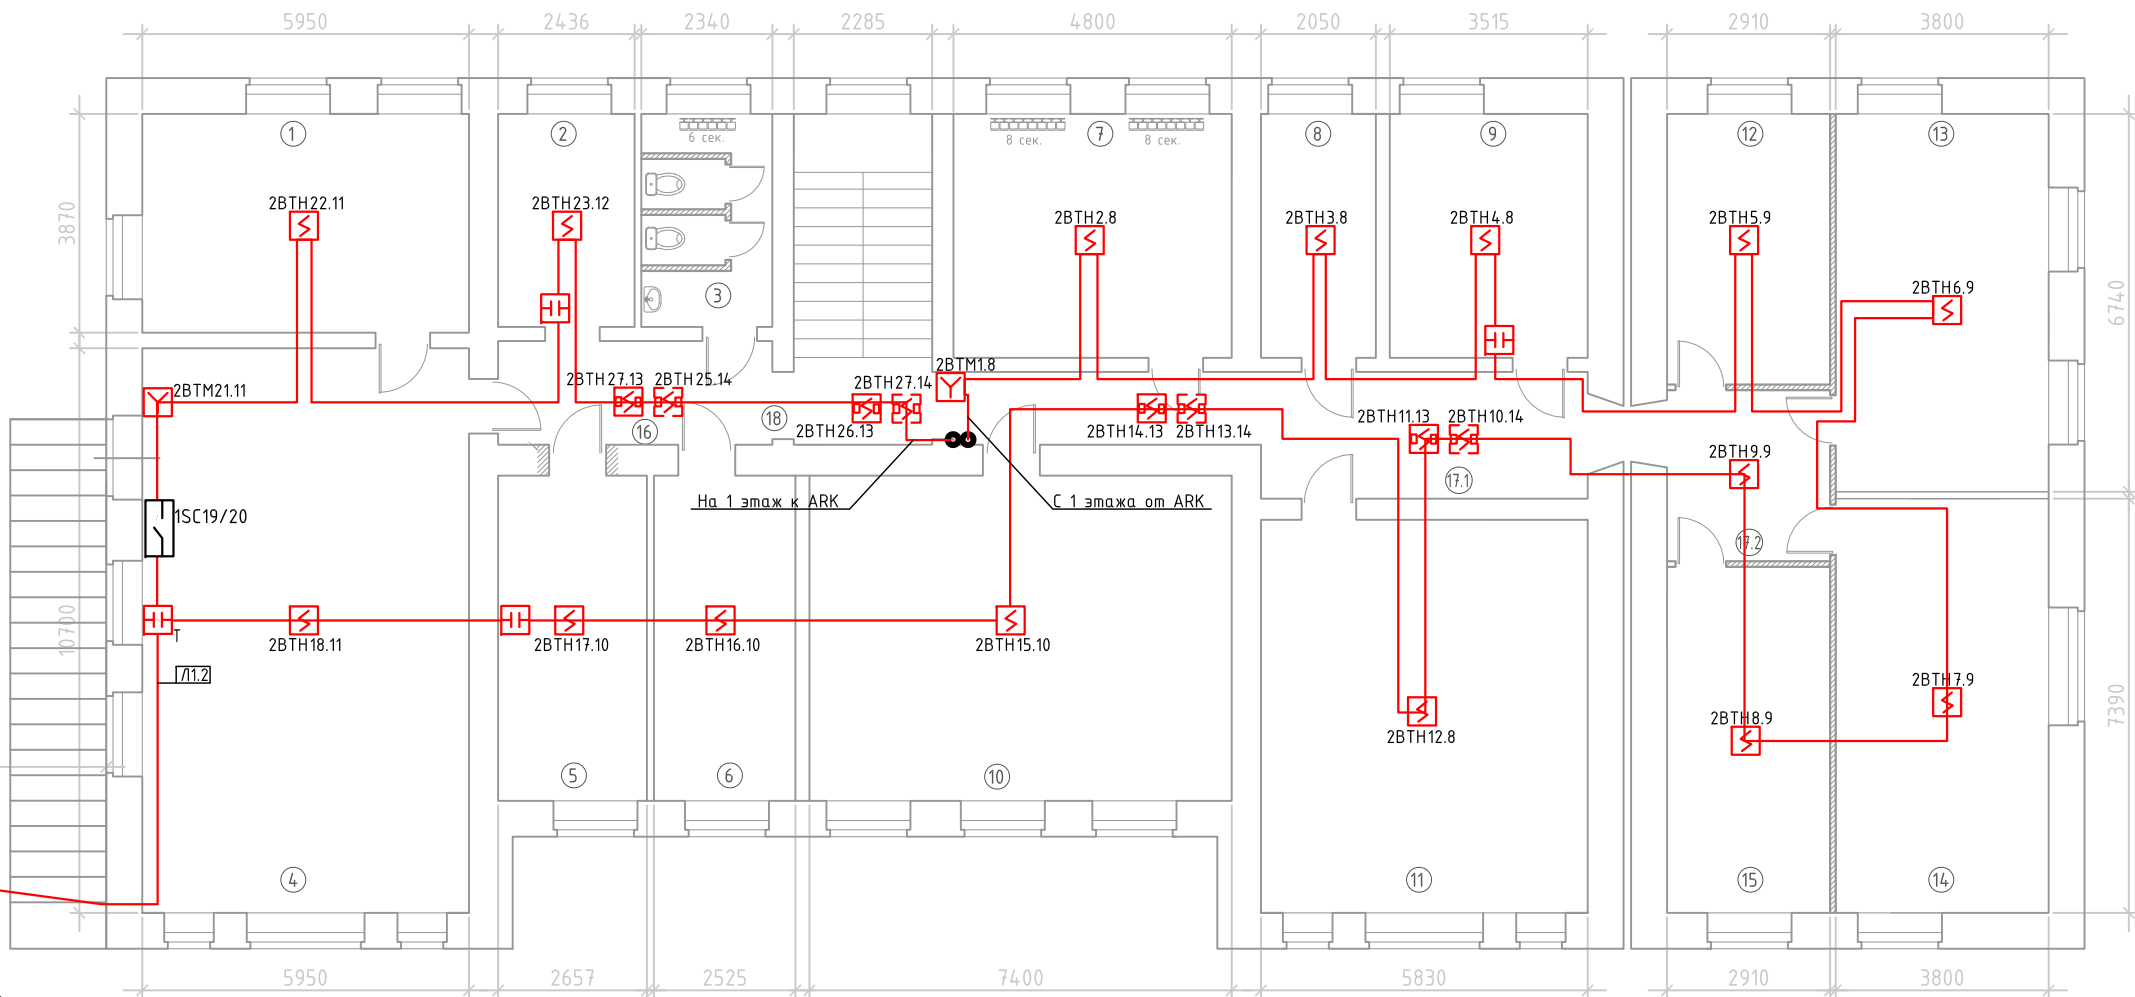 5950 2436 2340 2285 4800 2050 3515 2910 3800
1 2 7 8 9 12 13
6 сек. 8 сек. 8 сек.
3870
2BTH22.11 2BTH23.12 2BTH2.8 2BTH3.8 2BTH4.8 2BTH5.9
3
2BTH6.9
6740
2BTM1.8
2BTH27.13 2BTH25.14 2BTH27.14
2BTM21.11
16 18
2BTH26.13 2BTH14.13 2BTH13.14 2BTH11.13 2BTH10.14
2BTH9.9
17.1
На 1 этаж к ARK
С 1 этажа от ARK
1SC19/20
17.2
10700
T
2BTH18.11 2BTH17.10 2BTH16.10 2BTH15.10
Л1.2
2BTH7.9
7390
2BTH8.9
2BTH12.8
5 6 10
4 11 15 14
5950 2657 2525 7400 5830 2910 3800